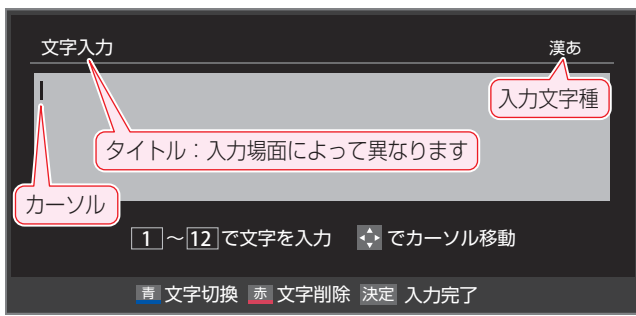 文字入力
漢あ
入力文字種
タイトル：入力場面によって異なります
カーソル
1～12で文字を入力 でカーソル移動
青 文字切換 赤 文字削除 決定 入力完了